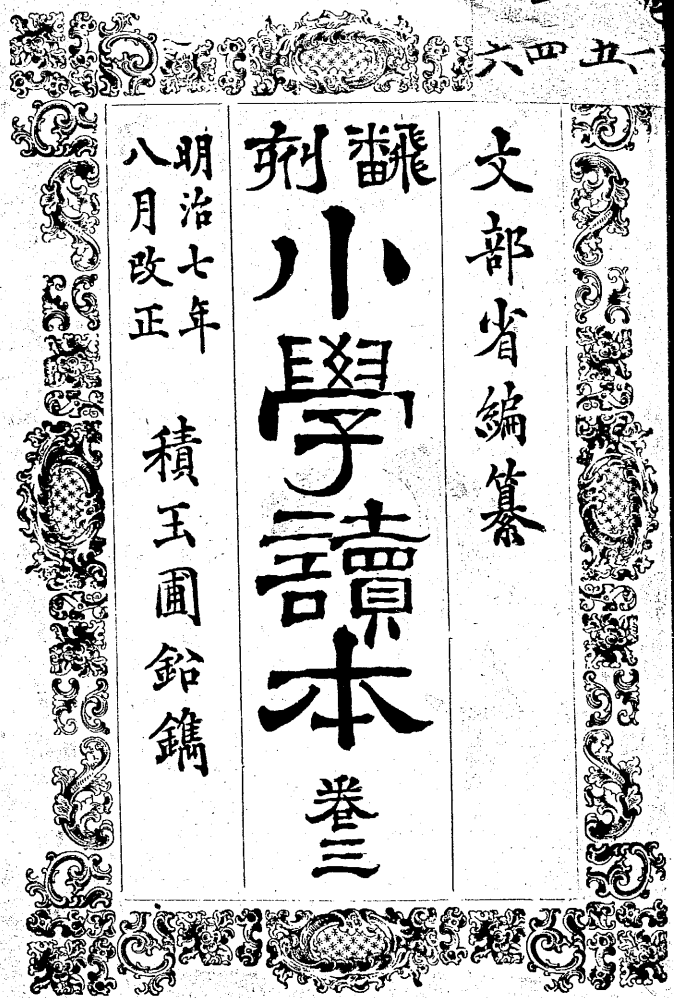 一、五四六
文部省編纂
飜刻
小學讀本
卷三
明治七年
八月改正
積玉圃鉛鐫